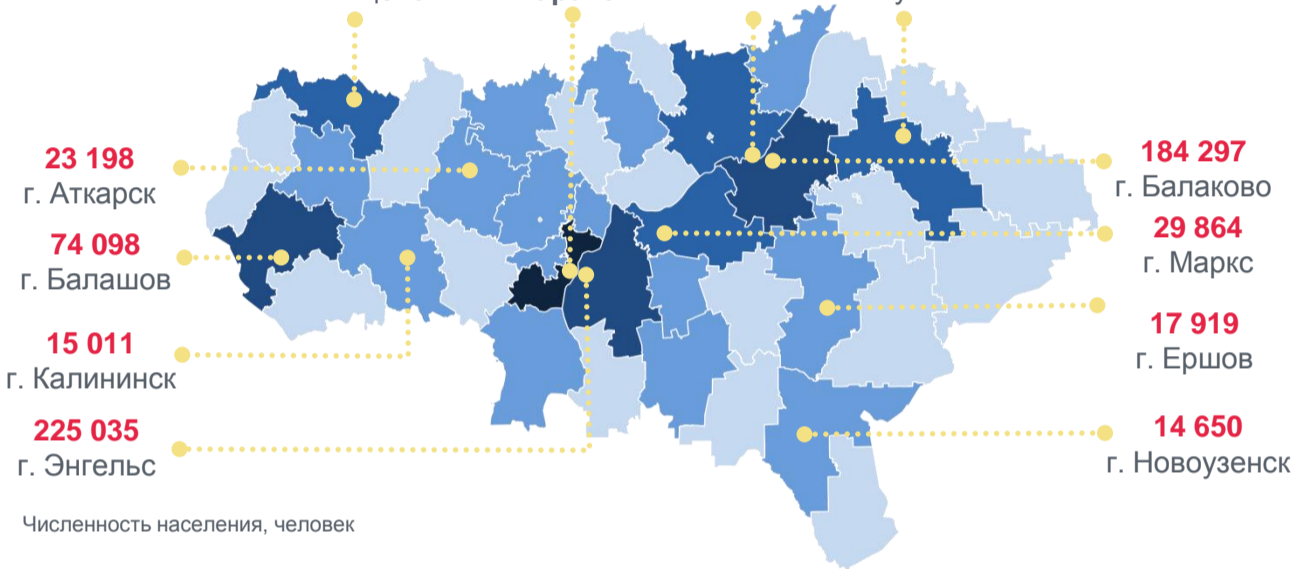 23 198
г. Аткарск
74 098
г. Балашов
15 011
г. Калининск
225 035
г. Энгельс
184 297
г. Балаково
29 864
г. Маркс
17 919
г. Ершов
14 650
г. Новоузенск
Численность населения, человек